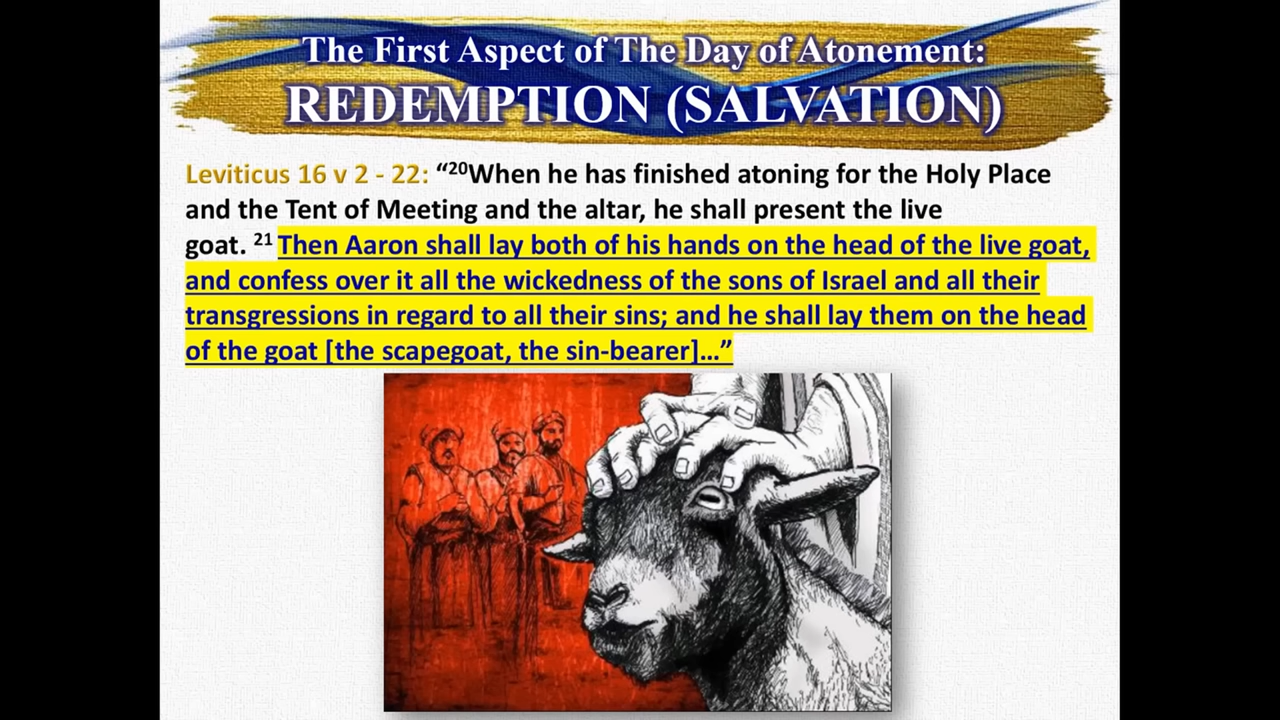 The First Aspect of The Day of Atonement:
REDEMPTION (SALVATION)
Leviticus 16 v 2 - 22: “20When he has finished atoning for the Holy Place
and the Tent of Meeting and the altar, he shall present the live
goat. 21 Then Aaron shall lay both of his hands on the head of the live goat,
and confess over it all the wickedness of the sons of Israel and all their
transgressions in regard to all their sins; and he shall lay them on the head
of the goat [the scapegoat, the sin-bearer]…”